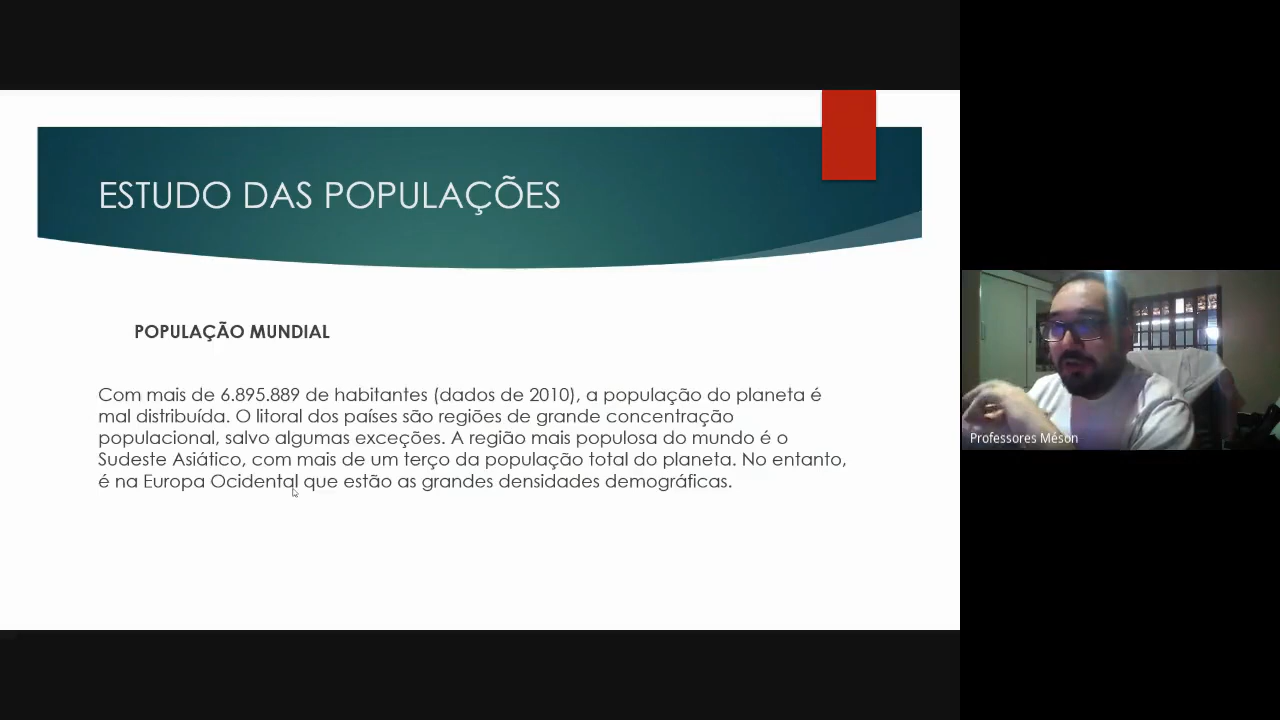 ESTUDO DAS POPULAÇÕES
POPULAÇÃO MUNDIAL
Com mais de 6.895.889 de habitantes (dados de 2010), a população do planeta é
mal distribuída. O litoral dos países são regiões de grande concentração
populacional, salvo algumas exceções. A região mais populosa do mundo é o
Sudeste Asiático, com mais de um terço da população total do planeta. No entanto,
é na Europa Ocidental que estão as grandes densidades demográficas.
Professores Méson